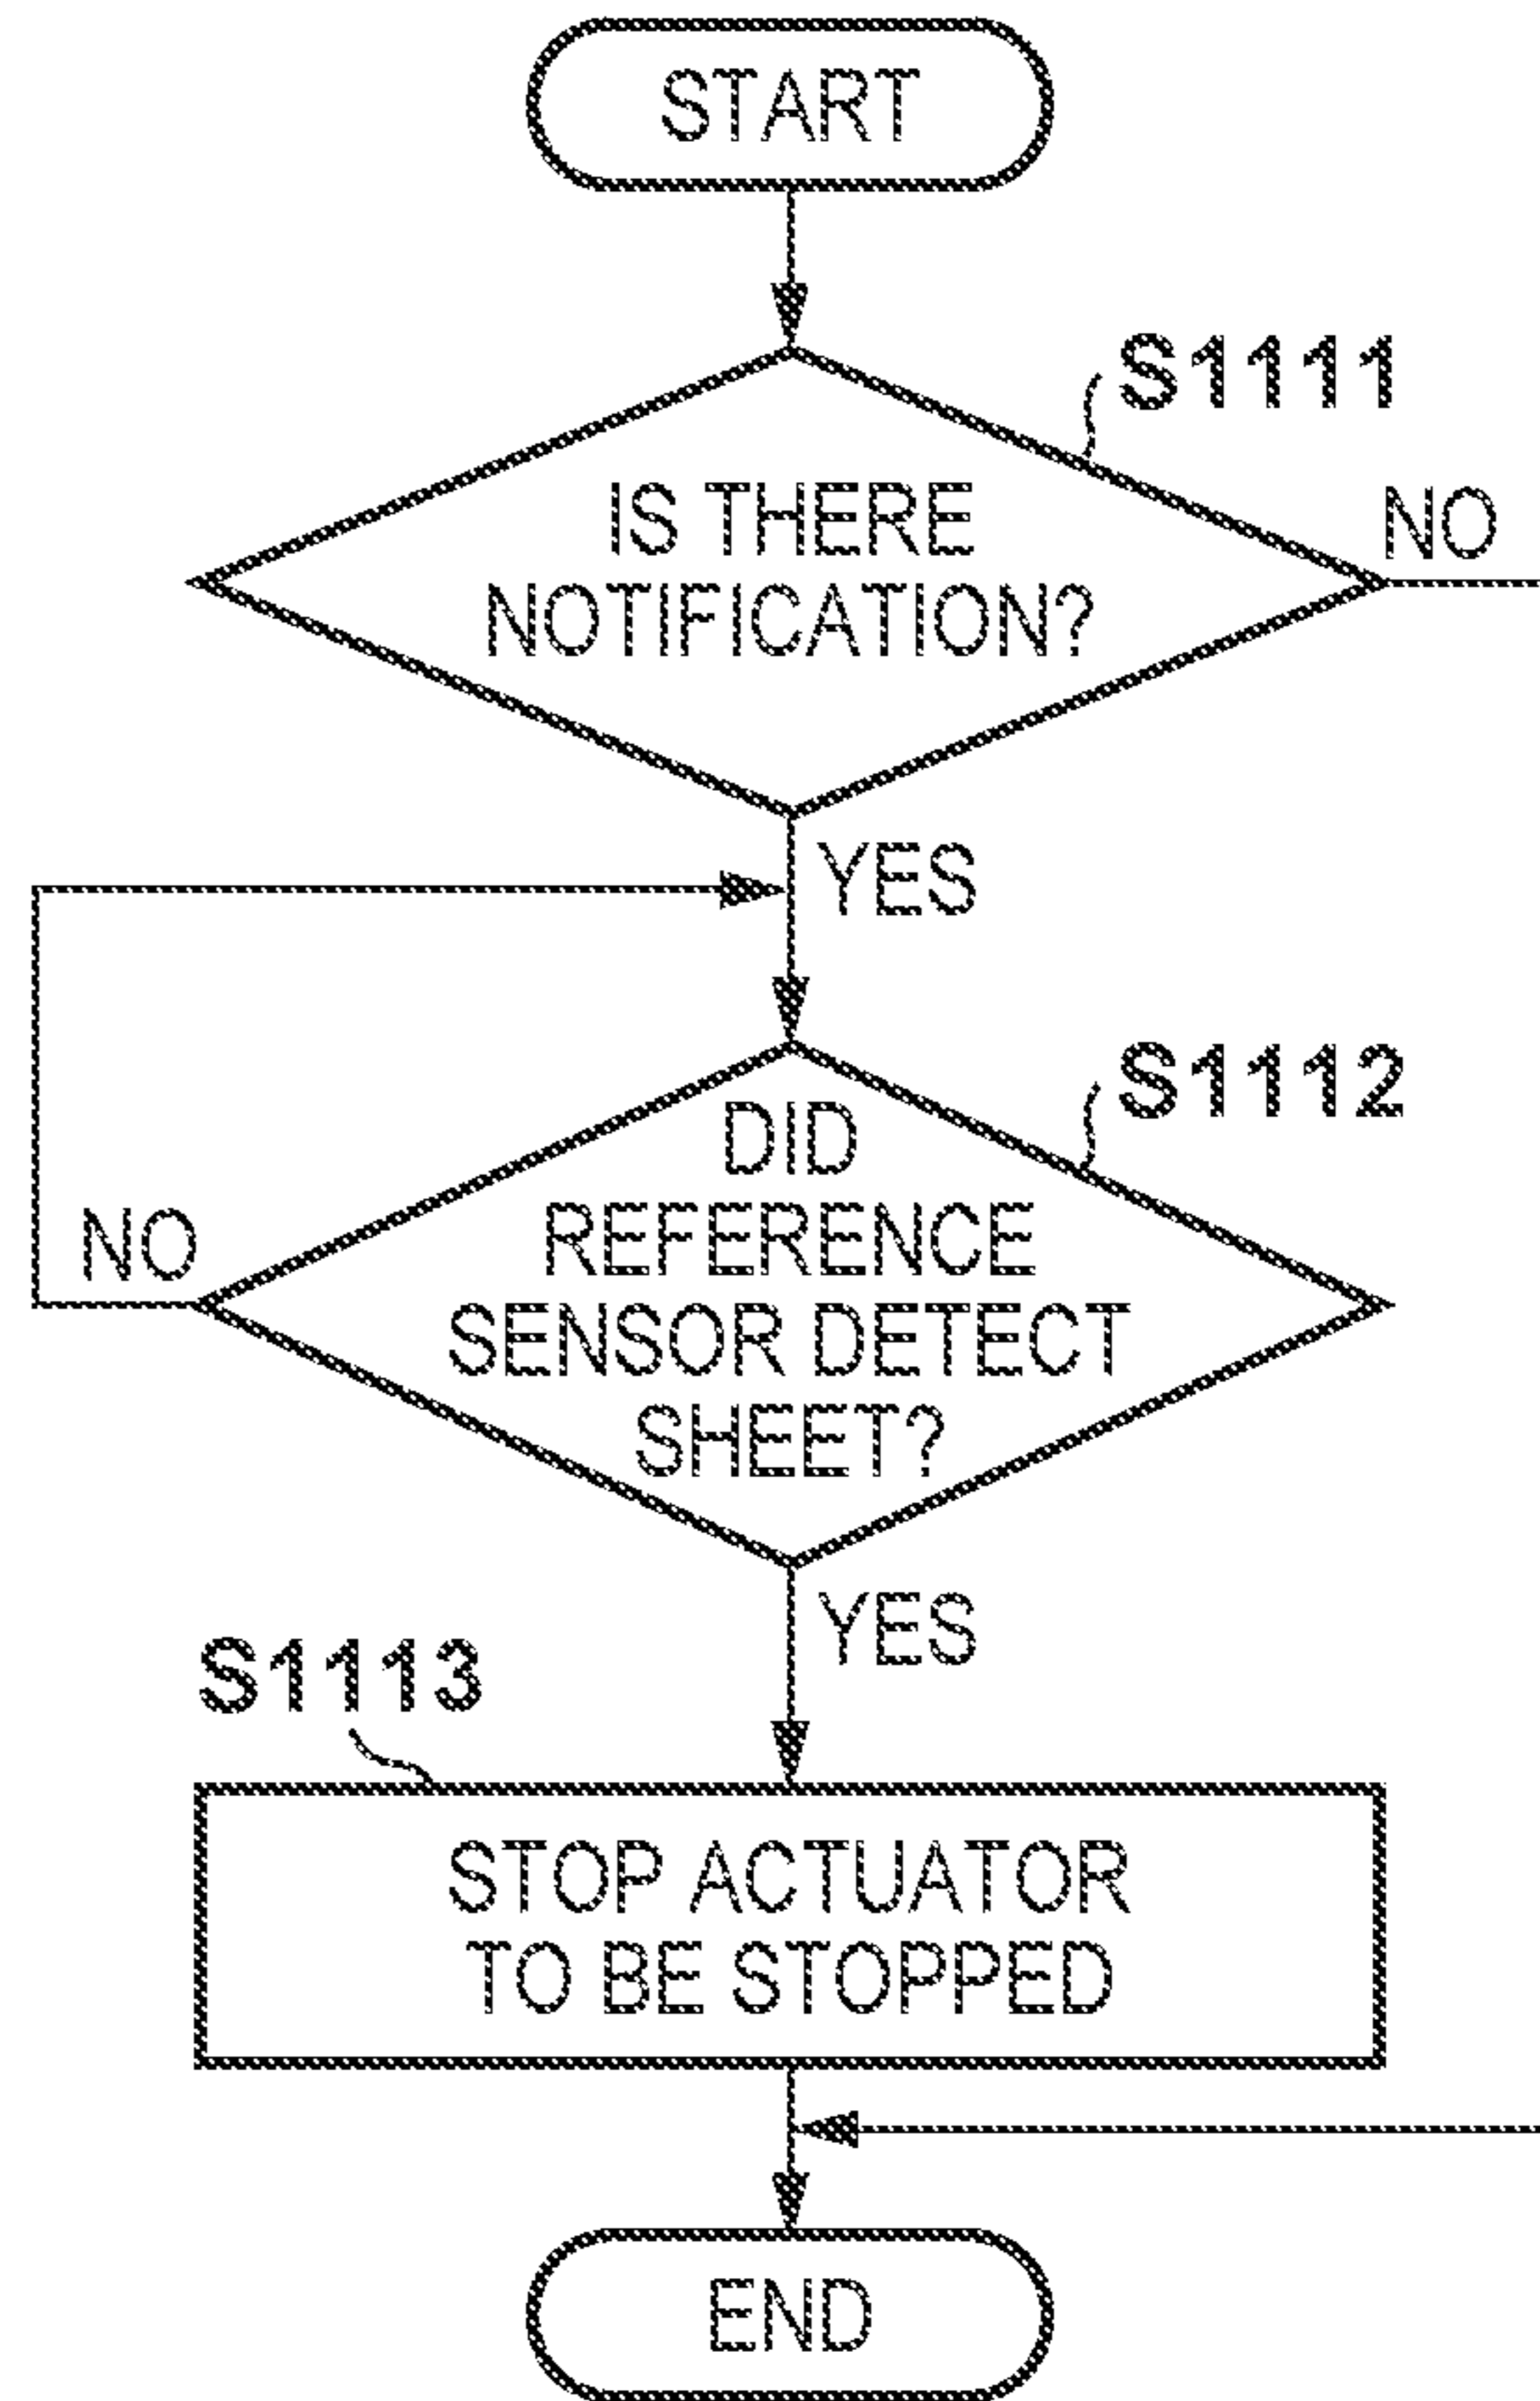 START
S1111
IS THERE
NOTIFICATION?
NO
YES
S1112
DID
REFERENCE
SENSOR DETECT
SHEET?
NO
YES
S1113
STOP ACTUATOR
TO BE STOPPED
END